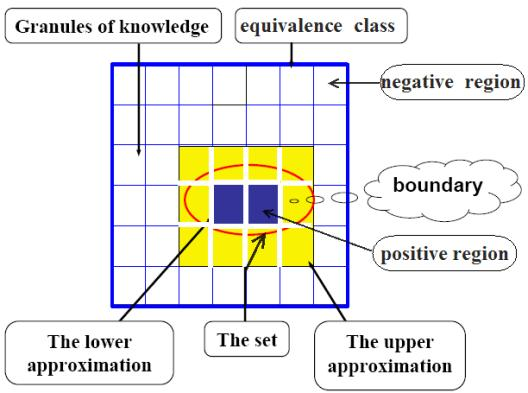 Granules of knowledge
equivalence class
negative region
boundary
positive region
The lower
approximation
The set
The upper
approximation